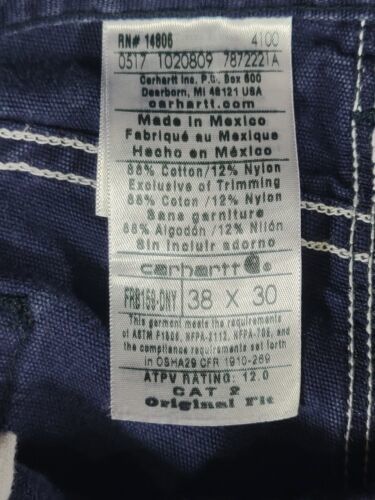 RN# 14806 4100
0517 1020809 7872221A
Carhartt Inc. P.O. Box 600
Dearborn, MI 48121 USA
carhartt.com
Made in Mexico
Fabriqué au Mexique
Hecho en México
88% Cotton/12% Nylon
Exclusive of Trimming
88% Coton /12% Nylon
Sans garniture
88% Algodón /12% Nylon
Sin incluir adorno
carhartt
FRB159-DNY 38 X 30
This garment meets the requirements
of ASTM F1506, NFPA-2112, NFPA-70E, and
the compliance requirements set forth
in OSHA29 CFR 1910-269
ATPV RATING: 12.0
CAT 2
Original Fit